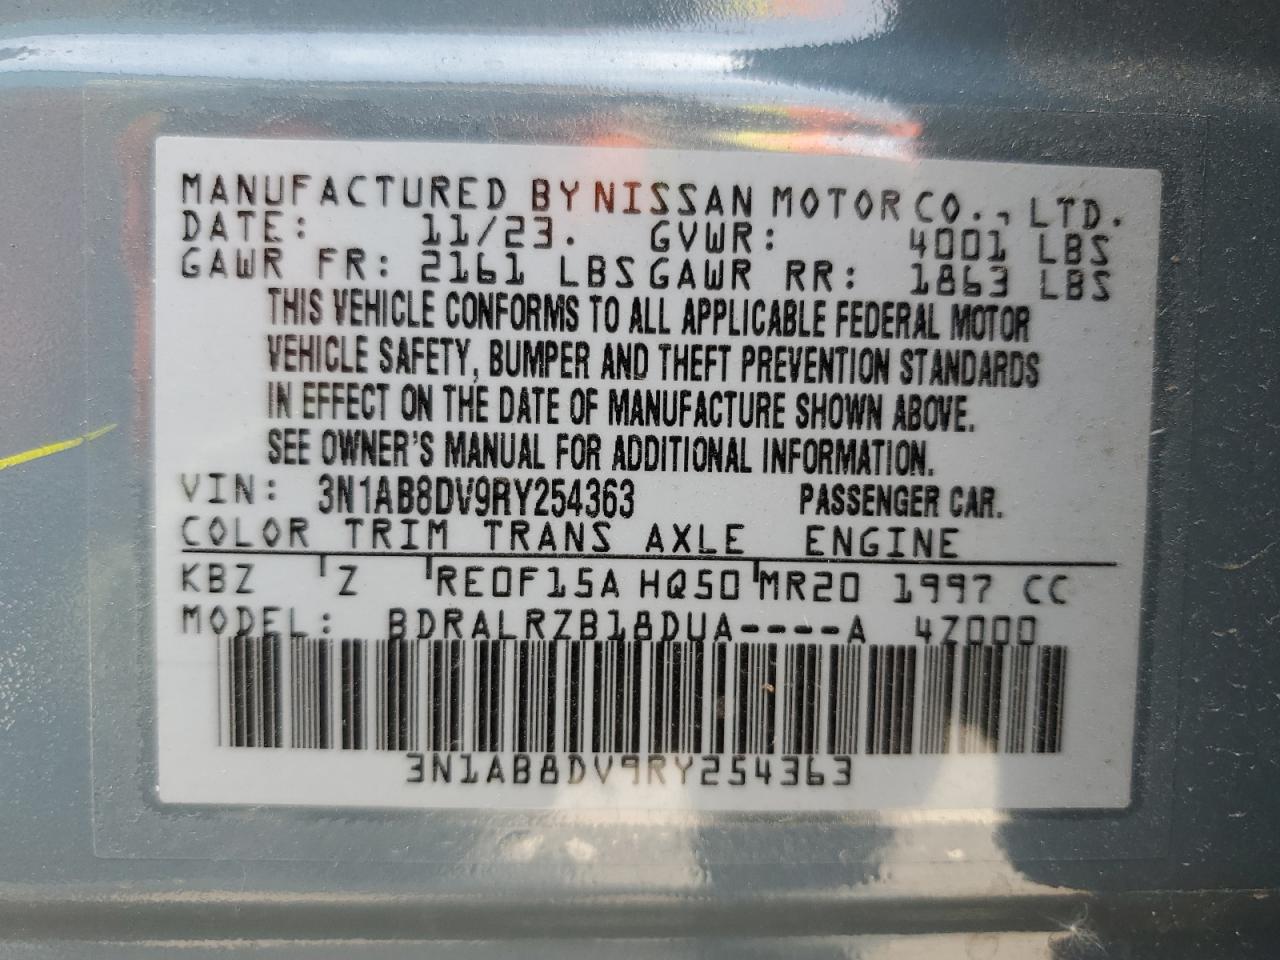 MANUFACTURED BY NISSAN MOTOR CO., LTD.
DATE: 11/23. GVWR: 4001 LBS
GAWR FR: 2161 LBS GAWR RR: 1863 LBS
THIS VEHICLE CONFORMS TO ALL APPLICABLE FEDERAL MOTOR
VEHICLE SAFETY, BUMPER AND THEFT PREVENTION STANDARDS
IN EFFECT ON THE DATE OF MANUFACTURE SHOWN ABOVE.
SEE OWNER'S MANUAL FOR ADDITIONAL INFORMATION.
VIN: 3N1AB8DV9RY254363 PASSENGER CAR.
COLOR TRIM TRANS AXLE ENGINE
KBZ Z RE0F15A HQ50 MR20 1997 CC
MODEL: BDRALRZB18DUA----A 4Z000
3N1AB8DV9RY254363